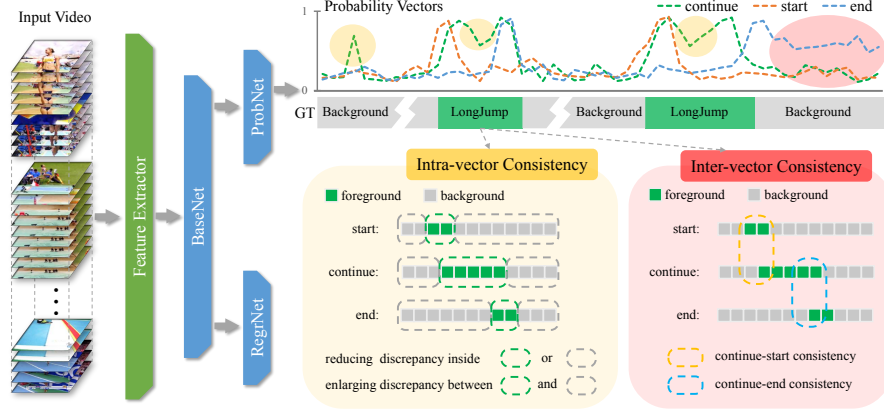 Input Video
Feature Extractor
BaseNet
ProbNet
RegrNet
Probability Vectors
continue start end
1
0
GT Background LongJump Background LongJump Background
Intra-vector Consistency
foreground background
start:
continue:
end:
reducing discrepancy inside or
enlarging discrepancy between and
Inter-vector Consistency
foreground background
start:
continue:
end:
continue-start consistency
continue-end consistency